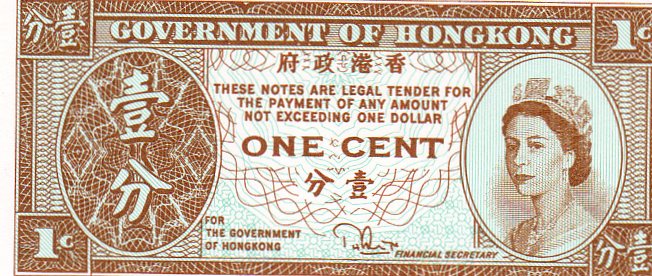 分壹
GOVERNMENT OF HONGKONG
1c
府政港香
THESE NOTES ARE LEGAL TENDER FOR
THE PAYMENT OF ANY AMOUNT
NOT EXCEEDING ONE DOLLAR
壹分
ONE CENT
分壹
FOR
THE GOVERNMENT
OF HONGKONG
FINANCIAL SECRETARY
1c
分壹